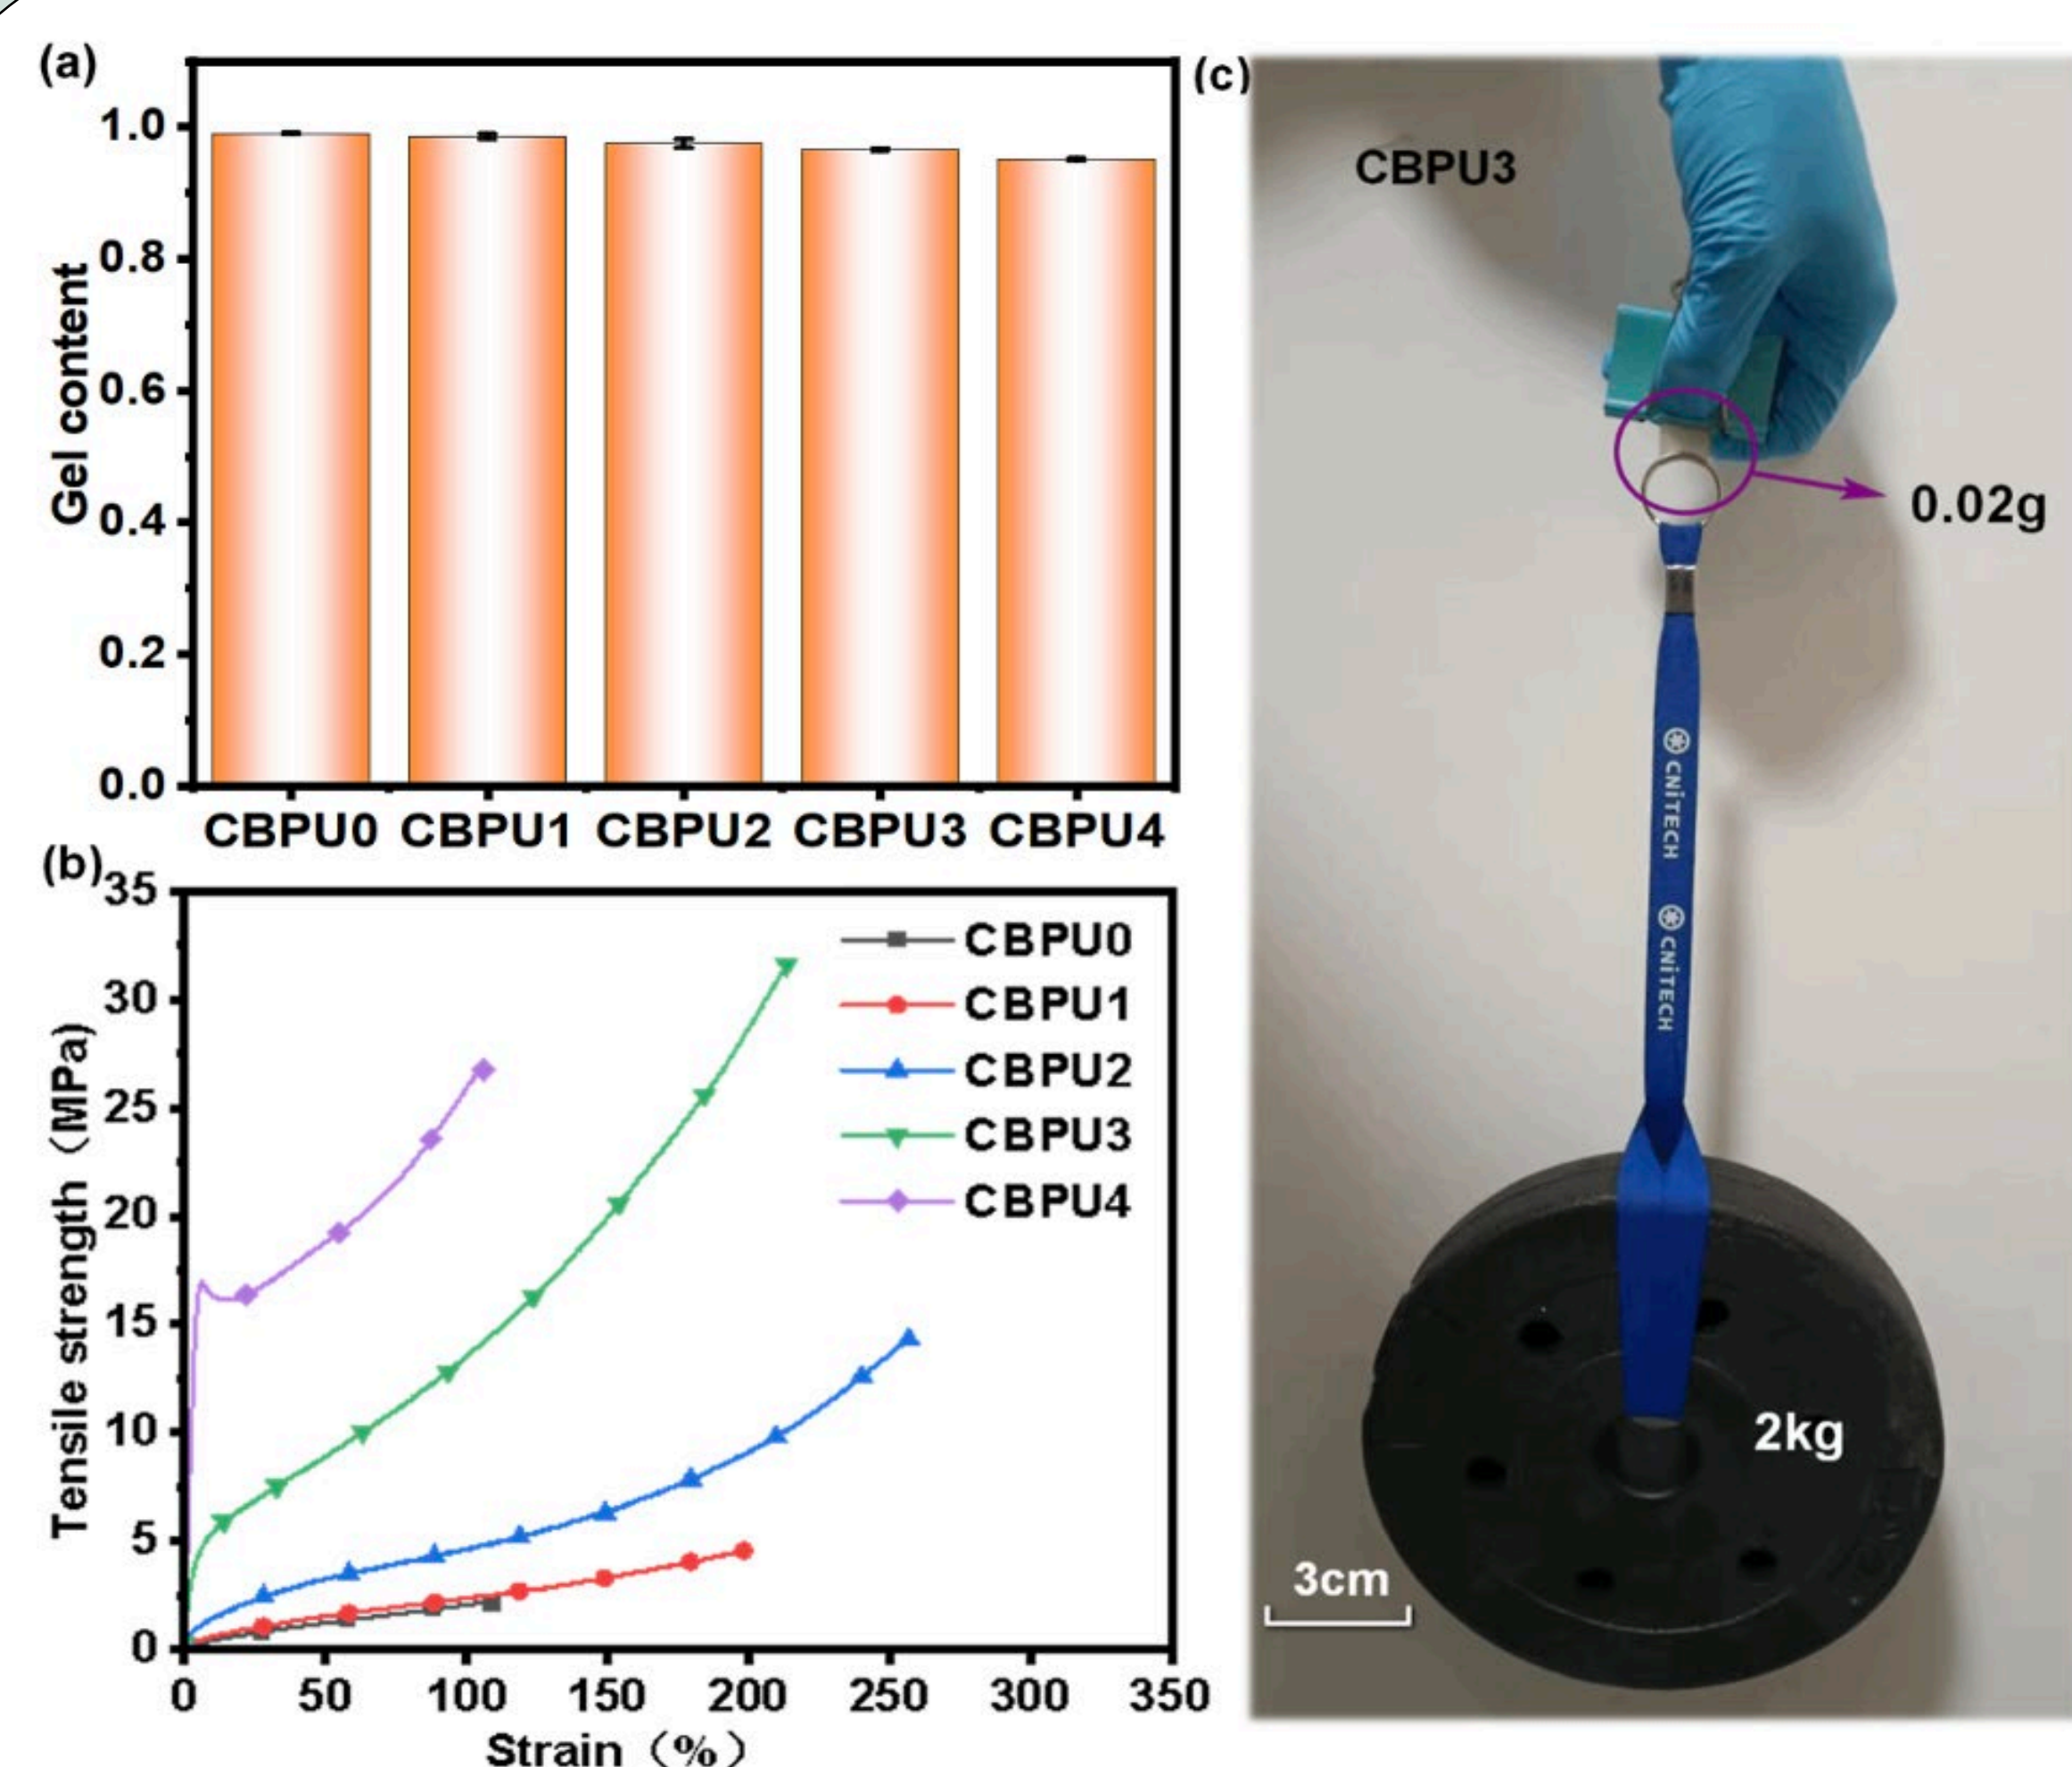 (a)
Gel content
1.0
0.8
0.6
0.4
0.2
0.0
CBPU0 CBPU1 CBPU2 CBPU3 CBPU4
(b)
Tensile strength（MPa)
35
30
25
20
15
10
5
0
CBPU0
CBPU1
CBPU2
CBPU3
CBPU4
0 50 100 150 200 250 300 350
Strain（%）
(c)
CBPU3
0.02g
CNiTECH
CNiTECH
2kg
3cm